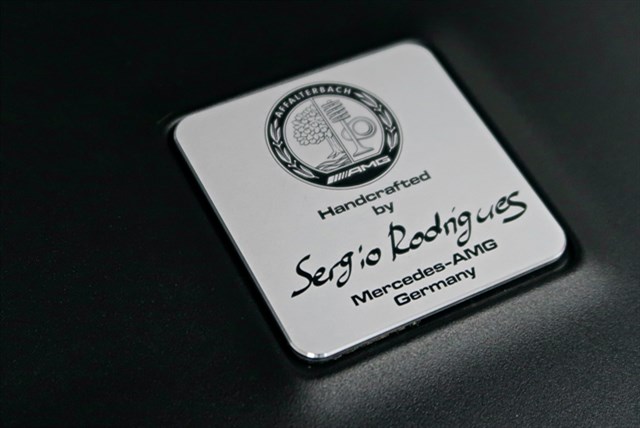 AFFALTERBACH
AMG
Handcrafted
by
Sergio Rodrigues
Mercedes-AMG
Germany